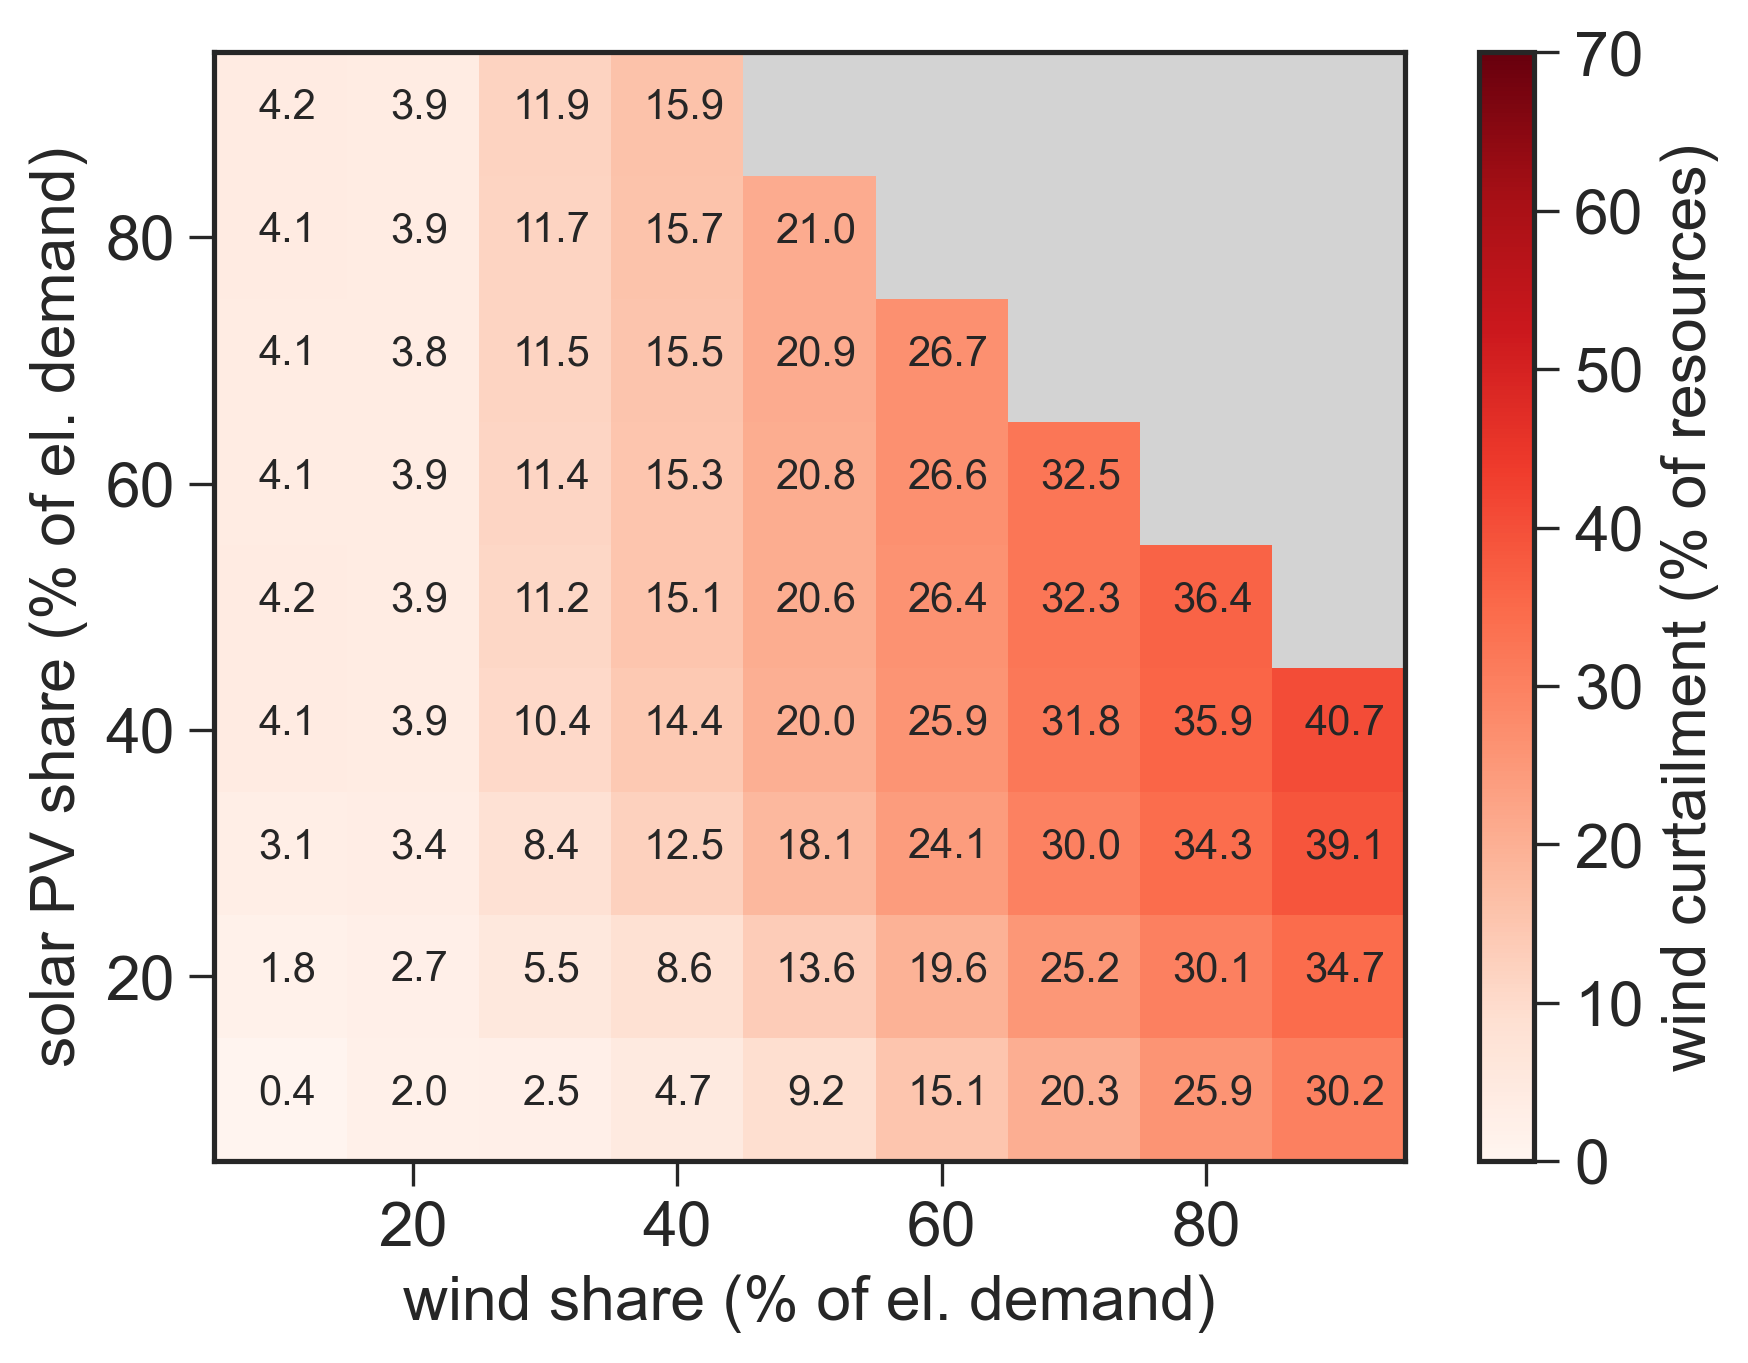 4.2 3.9 11.9 15.9
4.1 3.9 11.7 15.7 21.0
4.1 3.8 11.5 15.5 20.9 26.7
4.1 3.9 11.4 15.3 20.8 26.6 32.5
4.2 3.9 11.2 15.1 20.6 26.4 32.3 36.4
4.1 3.9 10.4 14.4 20.0 25.9 31.8 35.9 40.7
3.1 3.4 8.4 12.5 18.1 24.1 30.0 34.3 39.1
1.8 2.7 5.5 8.6 13.6 19.6 25.2 30.1 34.7
0.4 2.0 2.5 4.7 9.2 15.1 20.3 25.9 30.2
80
60
40
20
solar PV share (% of el. demand)
20 40 60 80
wind share (% of el. demand)
70
60
50
40
30
20
10
0
wind curtailment (% of resources)